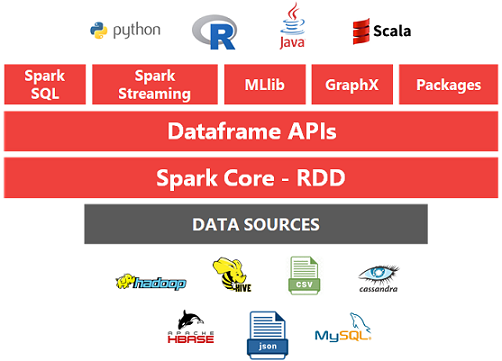 python
R
Java
Scala
Spark
SQL
Spark
Streaming
MLlib
GraphX
Packages
Dataframe APIs
Spark Core - RDD
DATA SOURCES
hadoop
HIVE
CSV
cassandra
APACHE
HBASE
json
MySQL